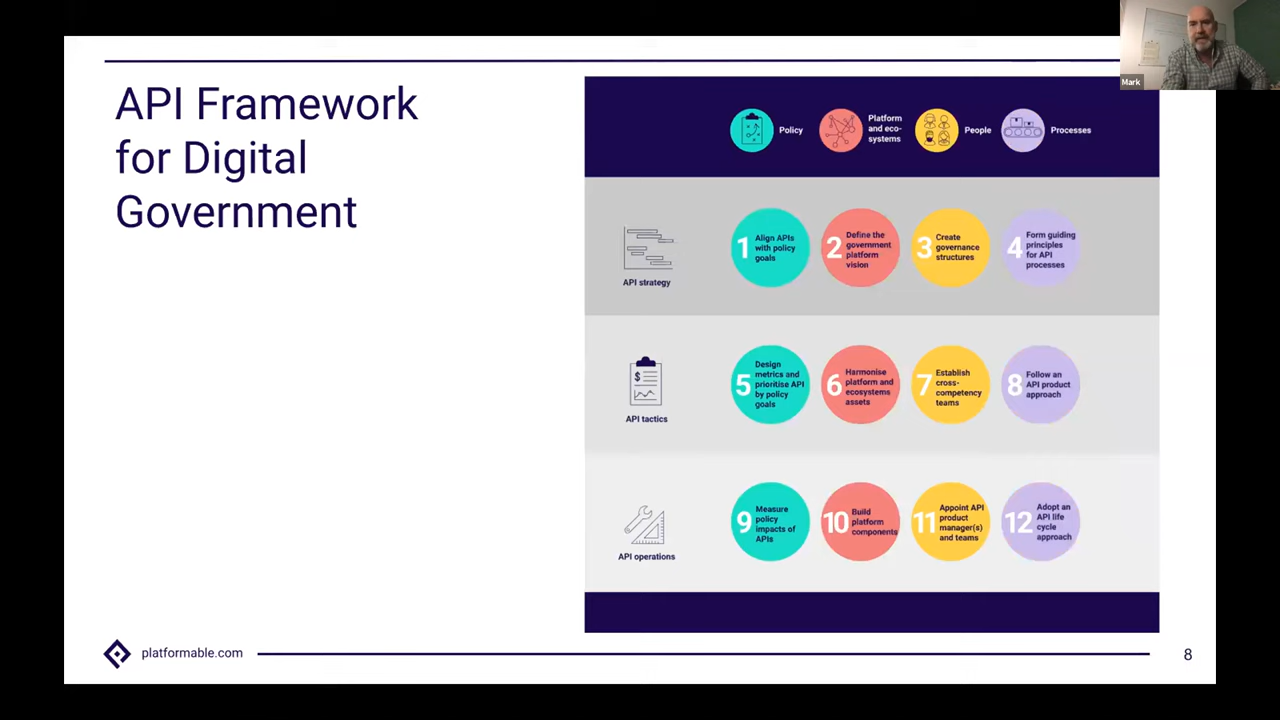 Mark
API Framework
for Digital
Government
Policy
Platform
and eco-
systems
People
Processes
API strategy
1
Align APIs
with policy
goals
2
Define the
government
platform
vision
3
Create
governance
structures
4
Form guiding
principles
for API
processes
API tactics
$
5
Design
metrics and
prioritise API
by policy
goals
6
Harmonise
platform and
ecosystems
assets
7
Establish
cross-
competency
teams
8
Follow an
API product
approach
API operations
9
Measure
policy
impacts of
APIs
10
Build
platform
components
11
Appoint API
product
manager(s)
and teams
12
Adopt an
API life
cycle
approach
platformable.com
8